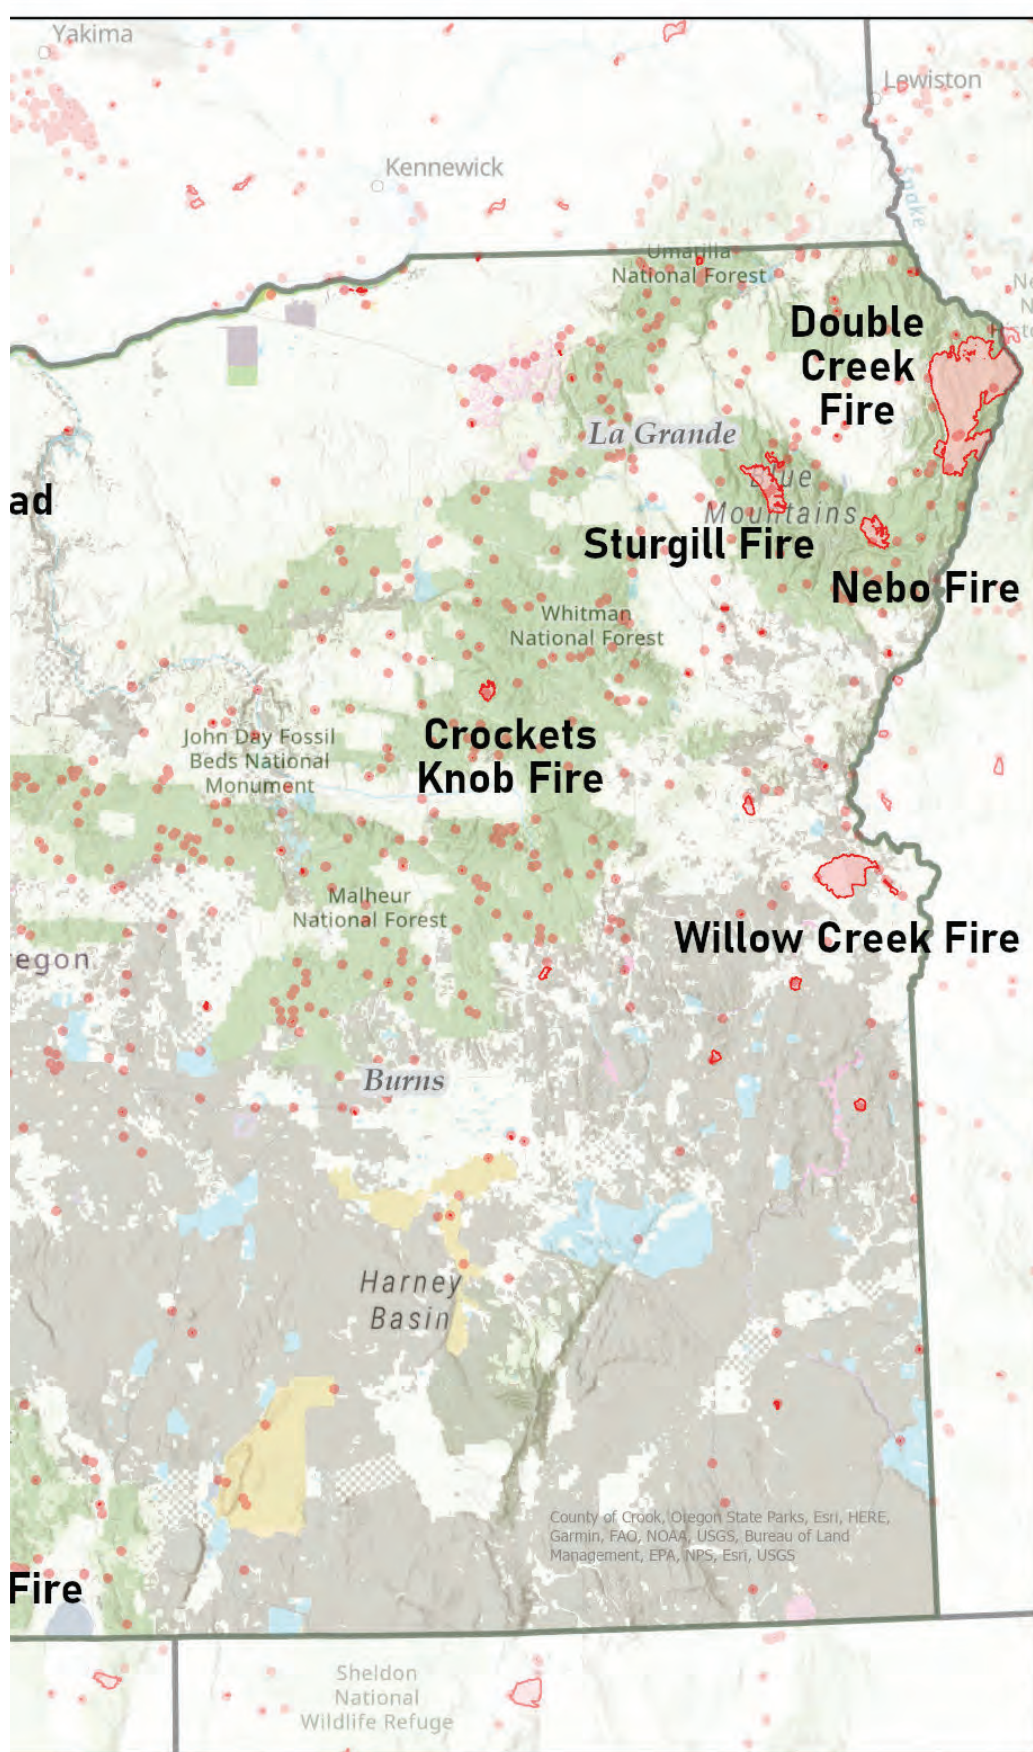 Yakima
Lewiston
Kennewick
Snake
Umatilla
National Forest
Double
Creek
Fire
La Grande
ad
Blue
Mountains
Sturgill Fire
Nebo Fire
Whitman
National Forest
Crockets
Knob Fire
John Day Fossil
Beds National
Monument
Malheur
National Forest
Willow Creek Fire
egon
Burns
Harney
Basin
County of Crook, Oregon State Parks, Esri, HERE,
Garmin, FAO, NOAA, USGS, Bureau of Land
Management, EPA, NPS, Esri, USGS
Fire
Sheldon
National
Wildlife Refuge